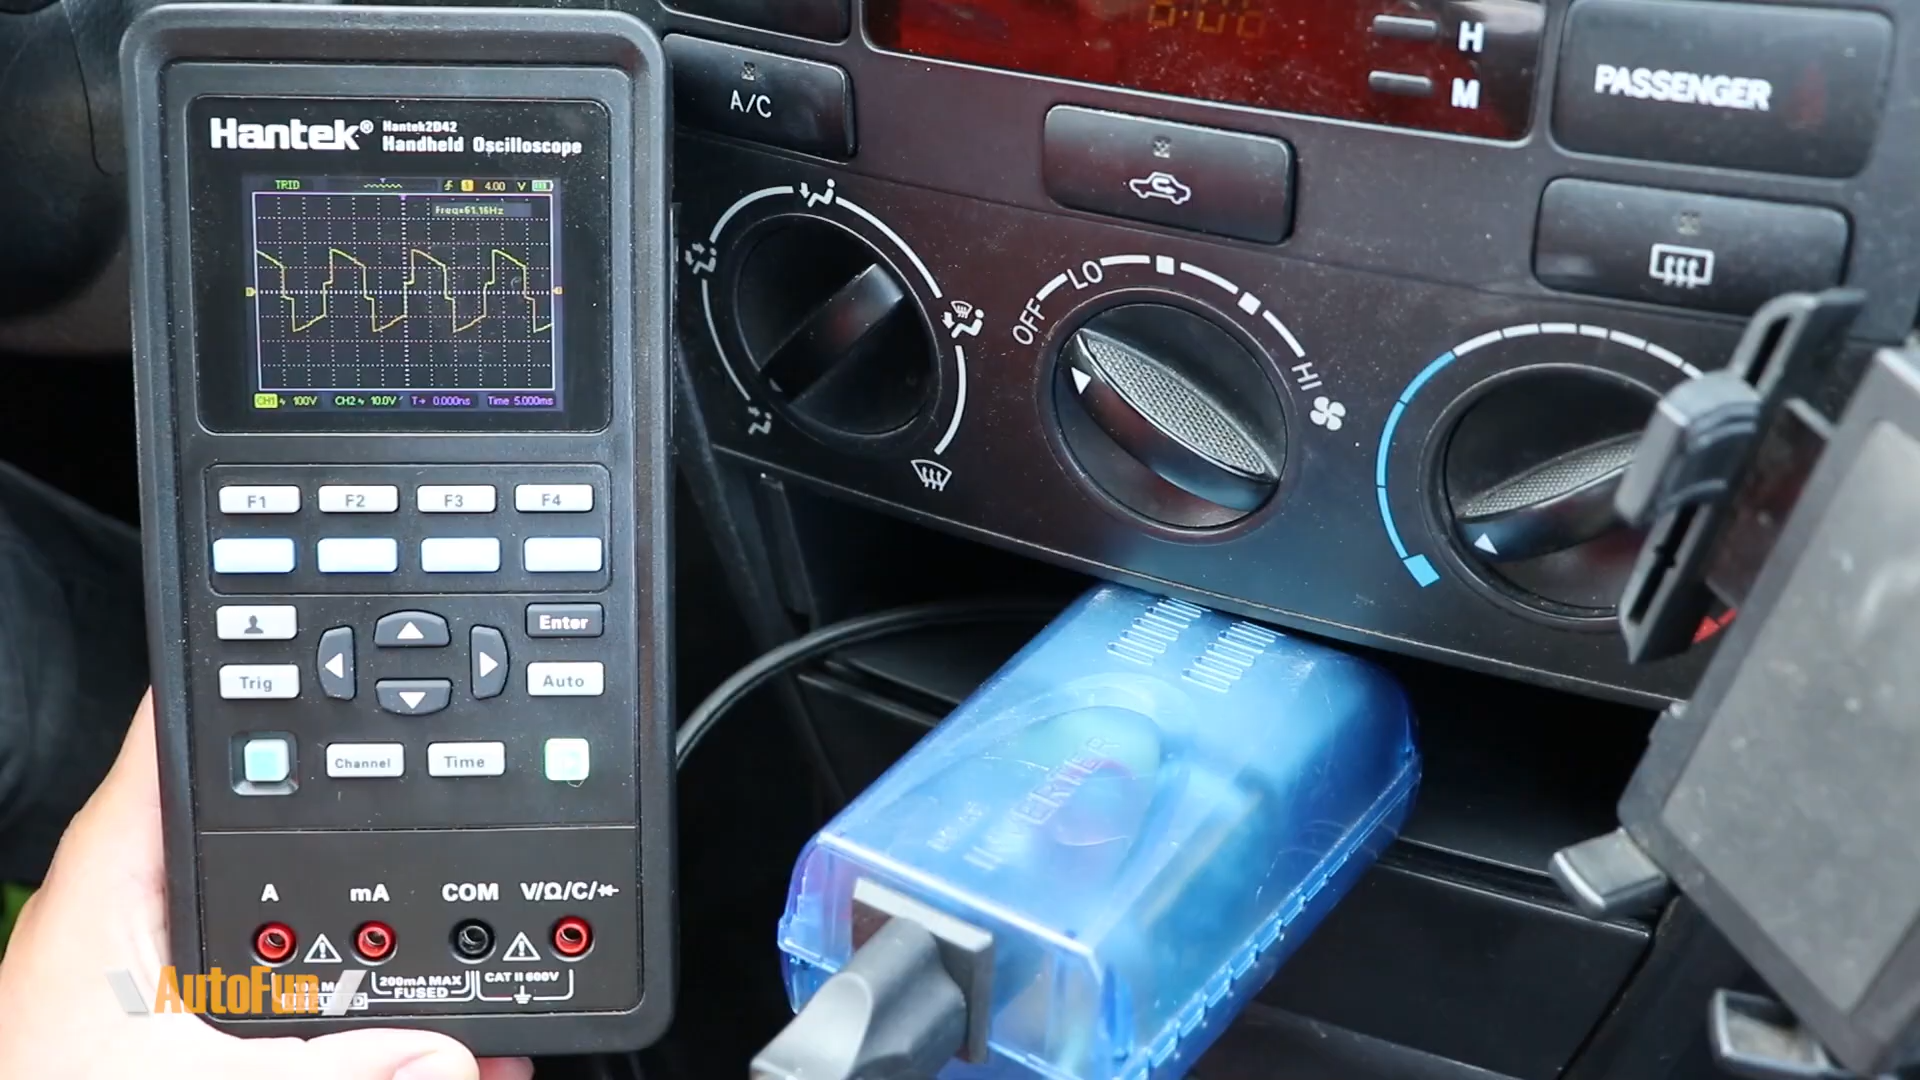 Hantek® Hantek2D42
Handheld Oscilloscope
TRIG 4.00 V
Freq=61.16Hz
CH1 100V CH2 10.0V T→ 0.000ns Time 5.000ms
F1 F2 F3 F4
Enter
Trig
Auto
Channel Time
A mA COM V/Ω/C/
200mA MAX
FUSED
CAT II 600V
AutoFun
A/C
H
M
PASSENGER
OFF LO HI
INVERTER